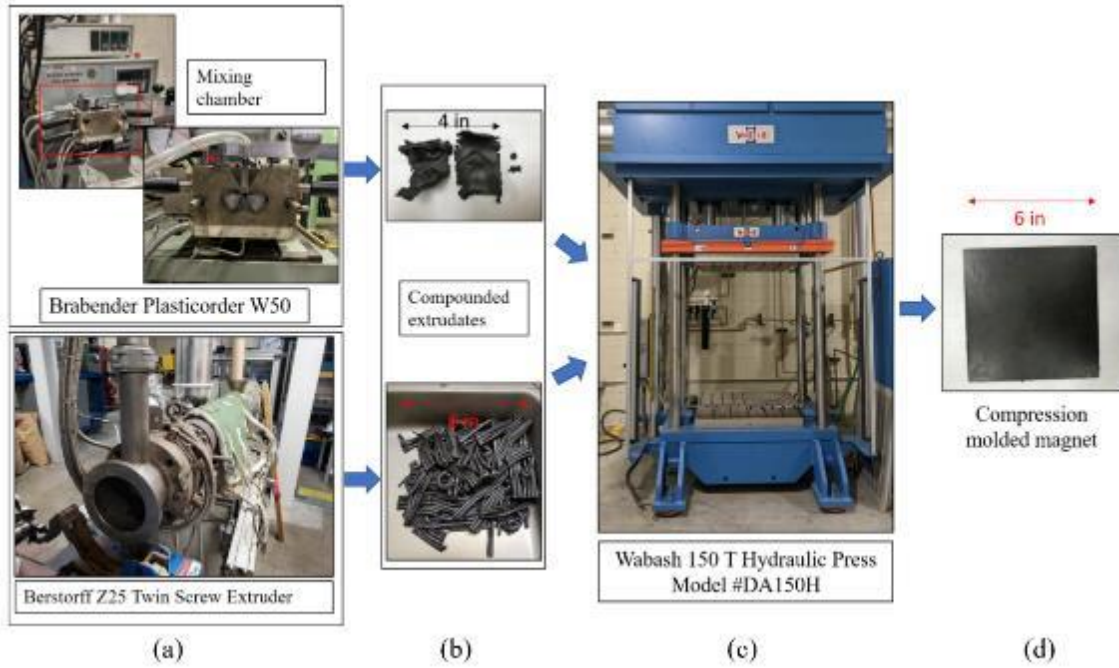 Mixing
chamber
Brabender Plasticorder W50
Berstorff Z25 Twin Screw Extruder
(a)
4 in
Compounded
extrudates
in
(b)
Wabash 150 T Hydraulic Press
Model #DA150H
(c)
6 in
Compression
molded magnet
(d)